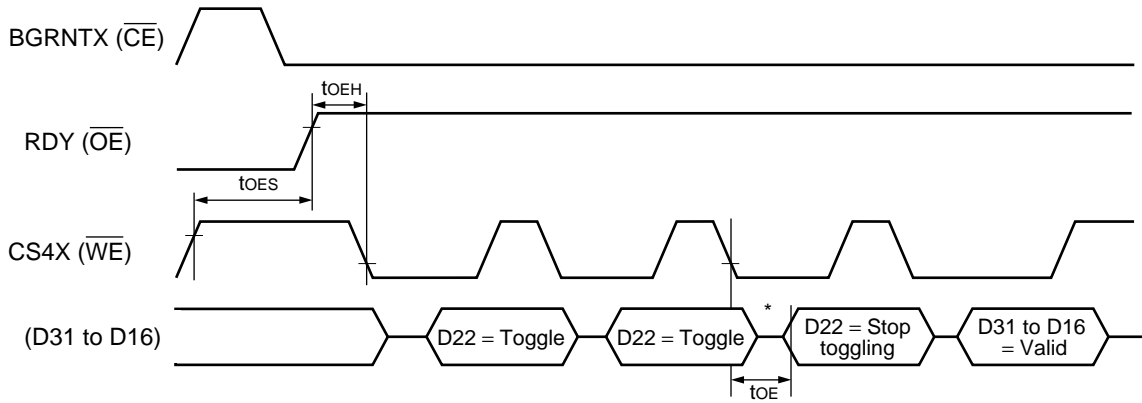 BGRNTX (CE)
tOEH
RDY (OE)
tOES
CS4X (WE)
*
(D31 to D16)
D22 = Toggle
D22 = Toggle
D22 = Stop
toggling
D31 to D16
= Valid
tOE